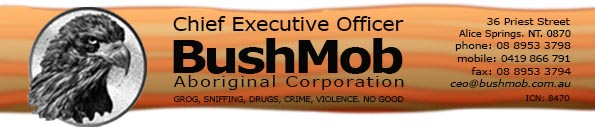 Chief Executive Officer
BushMob
Aboriginal Corporation
GROG, SNIFFING, DRUGS, CRIME, VIOLENCE. NO GOOD
36 Priest Street
Alice Springs. NT. 0870
phone: 08 8953 3798
mobile: 0419 866 791
fax: 08 8953 3794
ceo@bushmob.com.au
ICN: 8470